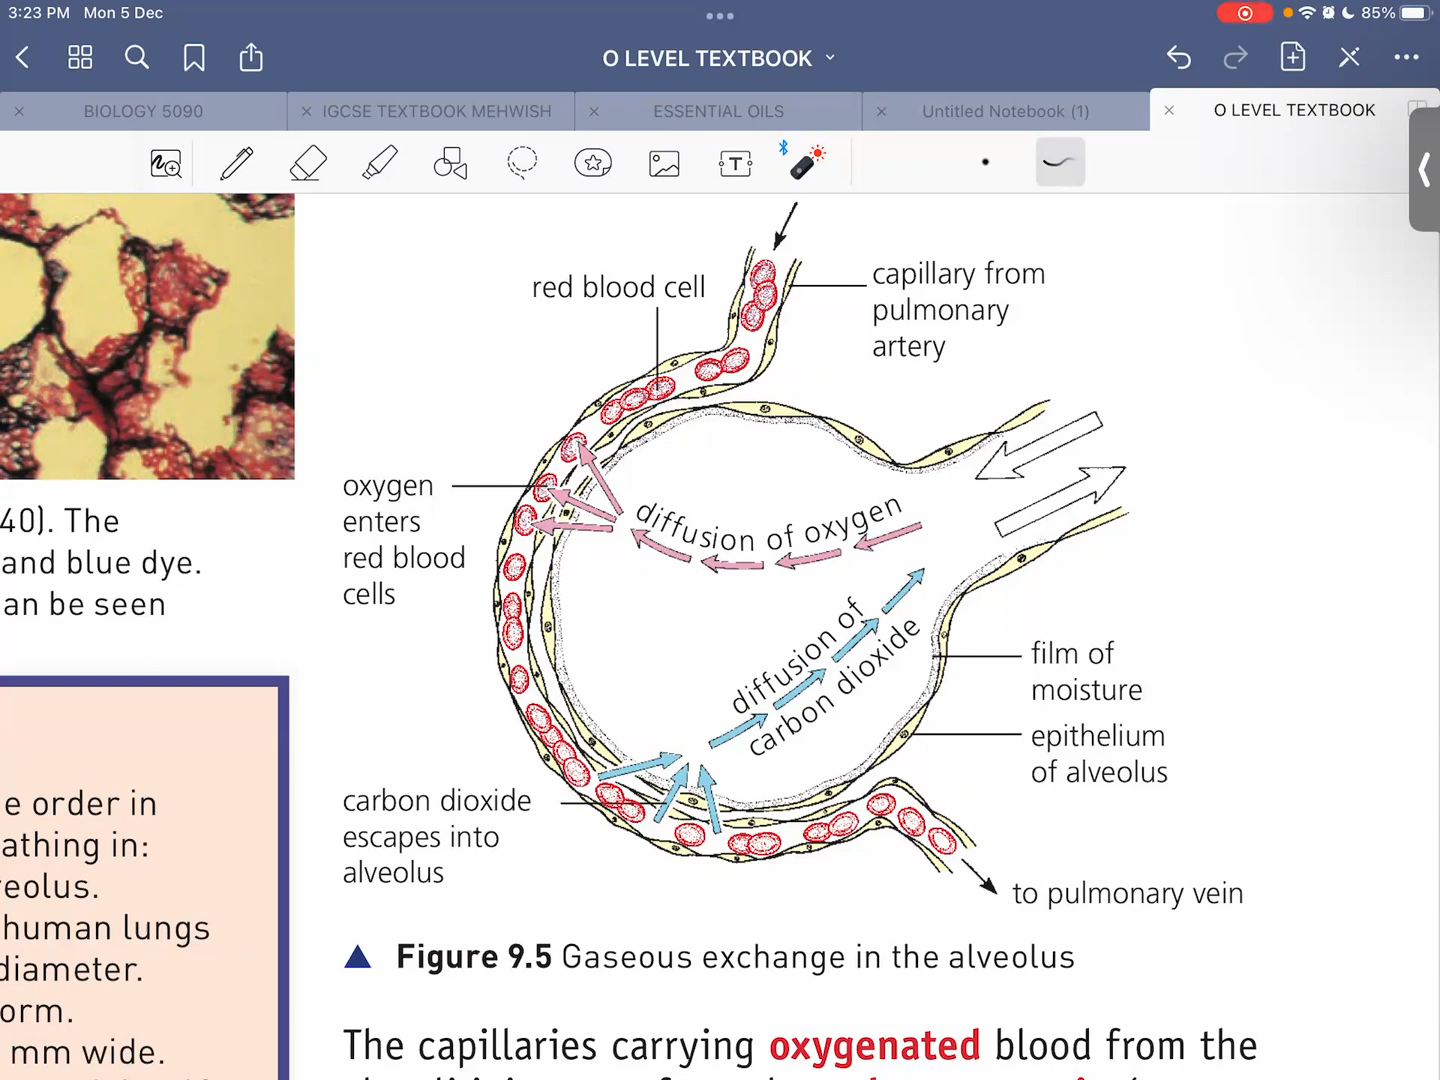 3:23 PM Mon 5 Dec
85%
O LEVEL TEXTBOOK
BIOLOGY 5090
IGCSE TEXTBOOK MEHWISH
ESSENTIAL OILS
Untitled Notebook (1)
O LEVEL TEXTBOOK
red blood cell
capillary from
pulmonary
artery
oxygen
enters
red blood
cells
diffusion of oxygen
diffusion of
carbon dioxide
film of
moisture
epithelium
of alveolus
carbon dioxide
escapes into
alveolus
to pulmonary vein
▲ Figure 9.5 Gaseous exchange in the alveolus
The capillaries carrying oxygenated blood from the
40). The
and blue dye.
an be seen
e order in
athing in:
reolus.
human lungs
diameter.
orm.
mm wide.